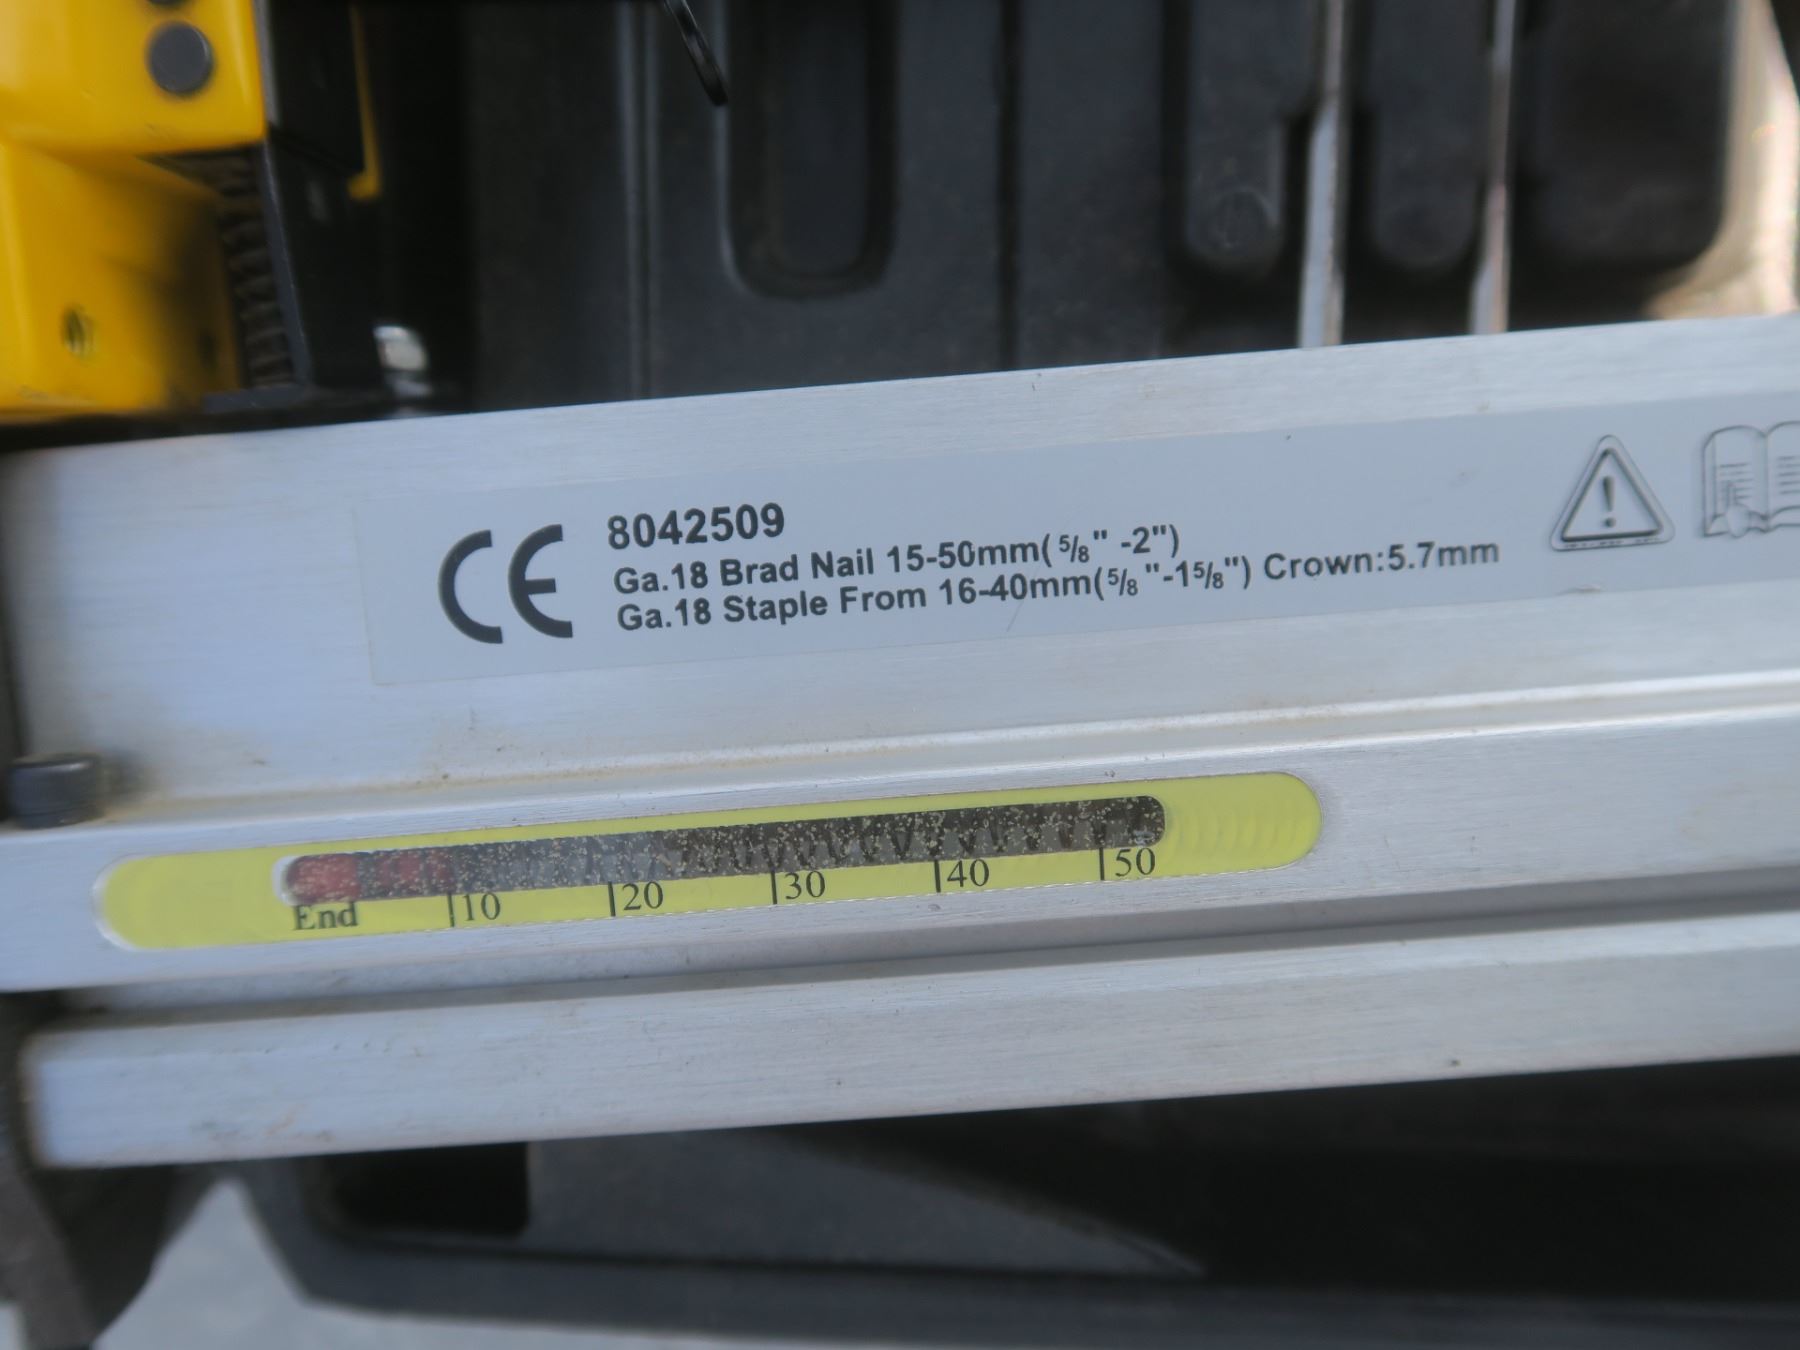 CE
8042509
Ga.18 Brad Nail 15-50mm(5/8" -2")
Ga.18 Staple From 16-40mm(5/8"-15/8") Crown:5.7mm
!
End |10 |20 |30 |40 |50